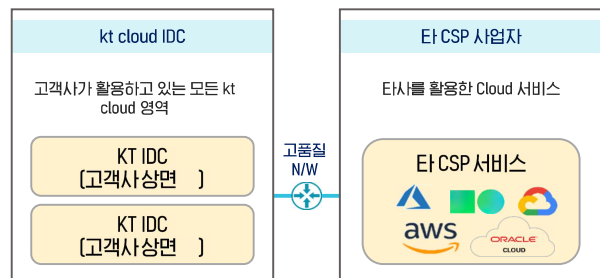 kt cloud IDC
고객사가 활용하고 있는 모든 kt
cloud 영역
KT IDC
(고객사상면 )
KT IDC
(고객사상면 )
고품질
N/W
타 CSP 사업자
타사를 활용한 Cloud 서비스
타 CSP 서비스
aws
ORACLE
CLOUD